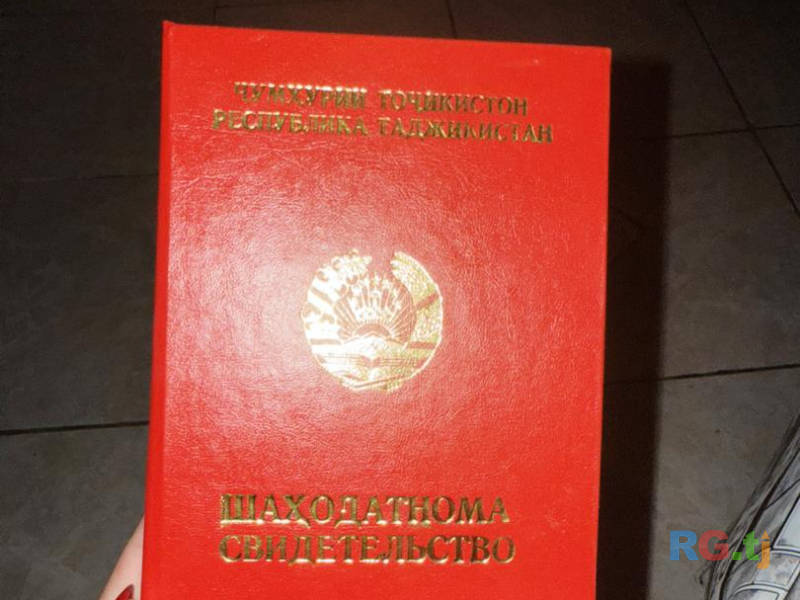 ҶУМҲУРИИ ТОҶИКИСТОН
РЕСПУБЛИКА ТАДЖИКИСТАН
ШАҲОДАТНОМА
СВИДЕТЕЛЬСТВО
RG.tj